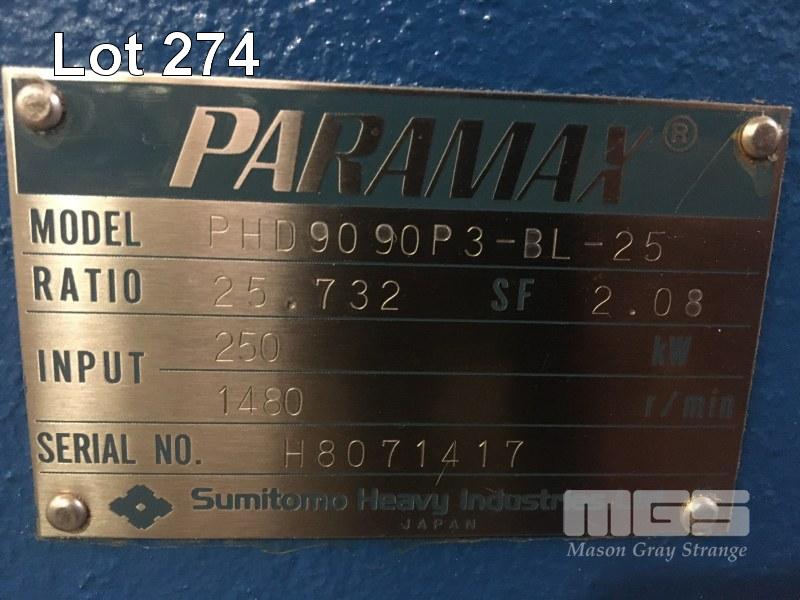 Lot 274
PARAMAX®
MODEL PHD9090P3-BL-25
RATIO 25.732 SF 2.08
INPUT 250 kW
1480 r/min
SERIAL NO. H8071417
Sumitomo Heavy
JAPAN
MGS
Mason Gray Strange